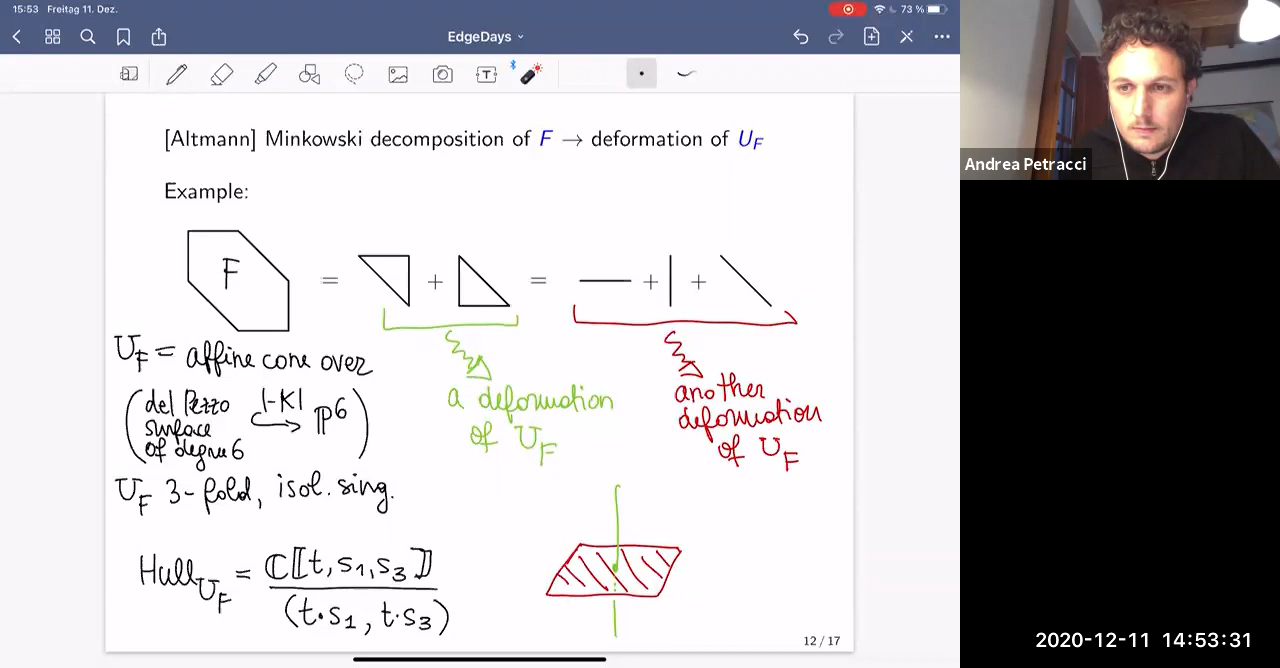 15:53 Freitag 11. Dez.
73 %
EdgeDays
T
[Altmann] Minkowski decomposition of F → deformation of U_F
Example:
F = + = + +
U_F = affine cone over
(del Pezzo surface of degree 6 |-K| ↪ ℙ⁶)
U_F 3-fold, isol. sing.
a deformation
of U_F
another
deformation
of U_F
Hull_{U_F} = ℂ[[t, s₁, s₃]]
(t·s₁, t·s₃)
12 / 17
Andrea Petracci
2020-12-11 14:53:31